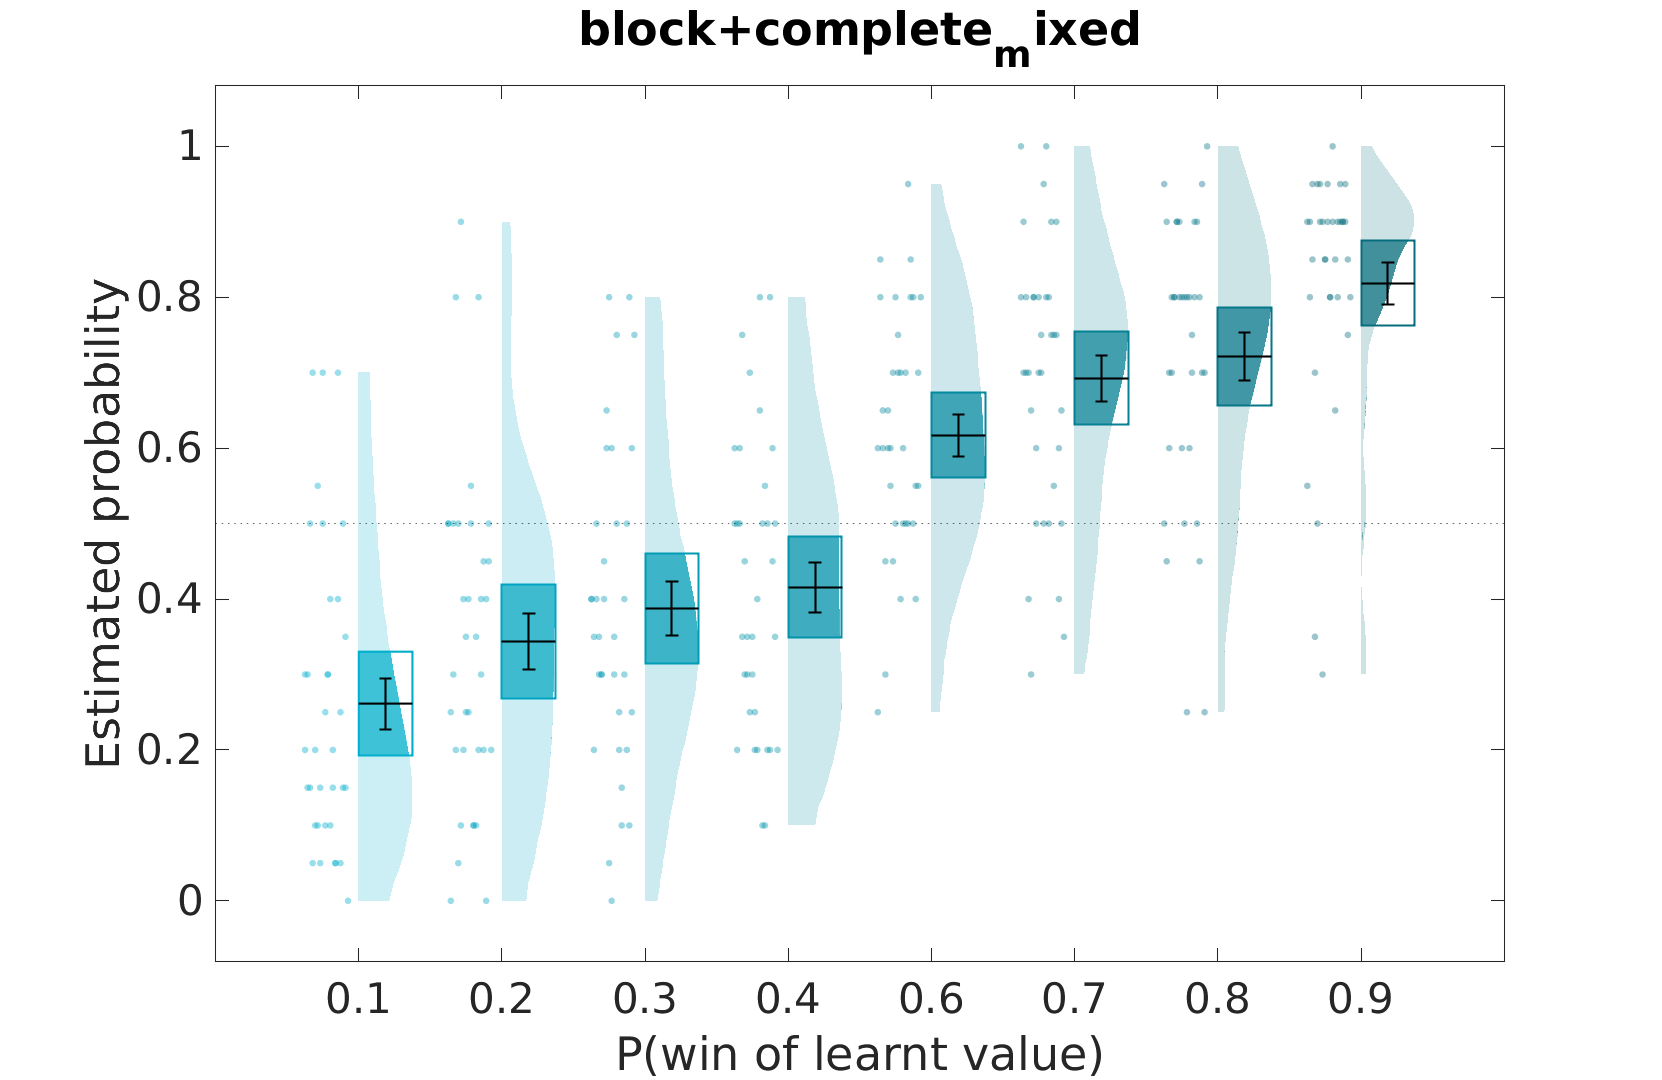 block+complete_mixed
Estimated probability
1
0.8
0.6
0.4
0.2
0
0.1 0.2 0.3 0.4 0.6 0.7 0.8 0.9
P(win of learnt value)